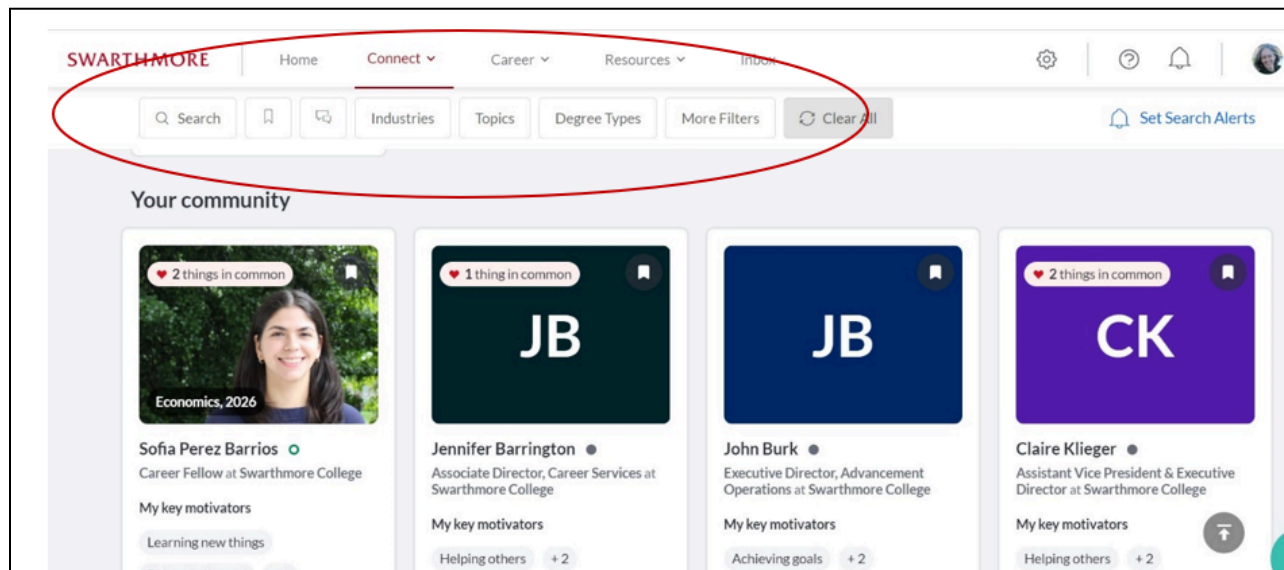 SWARTHMORE Home Connect Career Resources Inbox
Search Industries Topics Degree Types More Filters Clear All Set Search Alerts
Your community
2 things in common
Economics, 2026
Sofia Perez Barrios
Career Fellow at Swarthmore College
My key motivators
Learning new things
1 thing in common
JB
Jennifer Barrington
Associate Director, Career Services at
Swarthmore College
My key motivators
Helping others +2
JB
John Burk
Executive Director, Advancement
Operations at Swarthmore College
My key motivators
Achieving goals +2
2 things in common
CK
Claire Klieger
Assistant Vice President & Executive
Director at Swarthmore College
My key motivators
Helping others +2